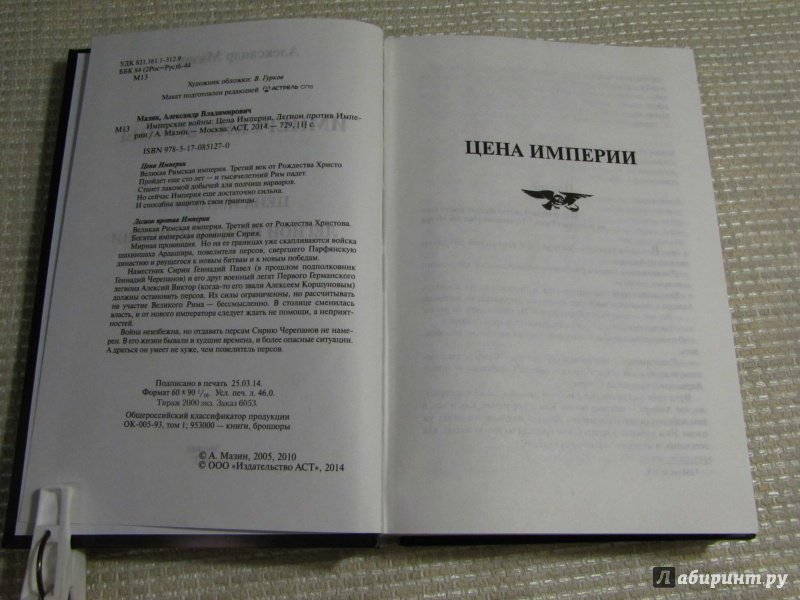 УДК 821.161.1-312.9
ББК 84 (2Рос=Рус)6-44
М13
Художник обложки: В. Гурков
Макет подготовлен редакцией АСТРЕЛЬ СПб
Мазин, Александр Владимирович
М13 Имперские войны: Цена Империи, Легион против Импе-
рии / А. Мазин. — Москва: АСТ, 2014. — 729, [1] с.
ISBN 978-5-17-085127-0
Цена Империи
Великая Римская империя. Третий век от Рождества Христо
Пройдет еще сто лет — и тысячелетний Рим падет.
Станет лакомой добычей для полчищ варваров.
Но сейчас Империя еще достаточно сильна.
И способна защитить свои границы.
Легион против Империи
Великая Римская империя. Третий век от Рождества Христова.
Богатая имперская провинция Сирия.
Мирная провинция. Но на ее границах уже скапливаются войска
шахиншаха Ардашира, повелителя персов, свергшего Парфянскую
династию и рвущегося к новым битвам и к новым победам.
Наместник Сирии Геннадий Павел (в прошлом подполковник
Геннадий Черепанов) и его друг военный легат Первого Германского
легиона Алексий Виктор (когда-то его звали Алексеем Коршуновым)
должны остановить персов. Их силы ограниченны, но рассчитывать
на участие Великого Рима — бессмысленно. В столице сменилась
власть, и от нового императора следует ждать не помощи, а неприят-
ностей.
Война неизбежна, но отдавать персам Сирию Черепанов не наме-
рен. В его жизни бывали и худшие времена, и более опасные ситуации.
А драться он умеет не хуже, чем повелитель персов.
Подписано в печать 25.03.14.
Формат 60 х 90 1/16. Усл. печ. л. 46,0.
Тираж 2000 экз. Заказ 6053.
Общероссийский классификатор продукции
ОК-005-93, том 1; 953000 — книги, брошюры
© А. Мазин, 2005, 2010
© ООО «Издательство АСТ», 2014
ЦЕНА ИМПЕРИИ
Лабиринт.ру